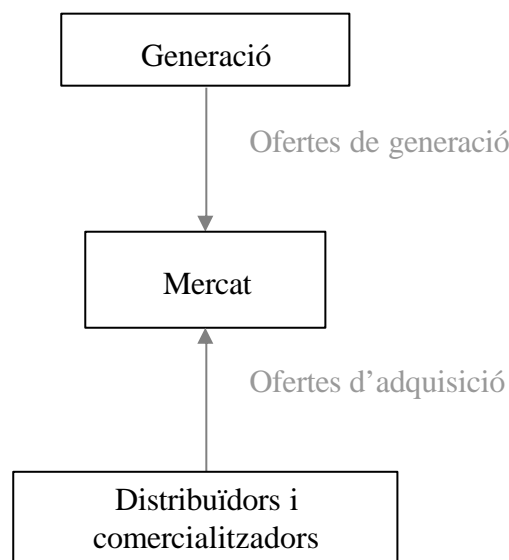 Generació
Ofertes de generació
Mercat
Ofertes d’adquisició
Distribuïdors i
comercialitzadors